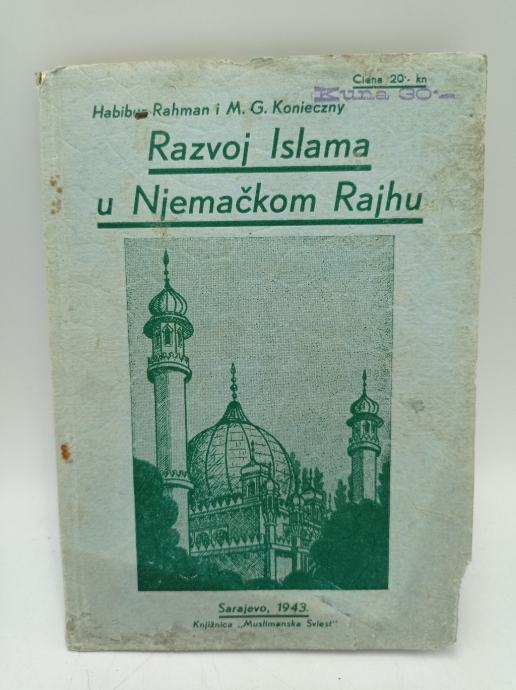 Ciena 20·- kn
Kuna 30·—
Habibur Rahman i M. G. Konieczny
Razvoj Islama
u Njemačkom Rajhu
Sarajevo, 1943.
Knjižnica „Muslimanska Sviest"